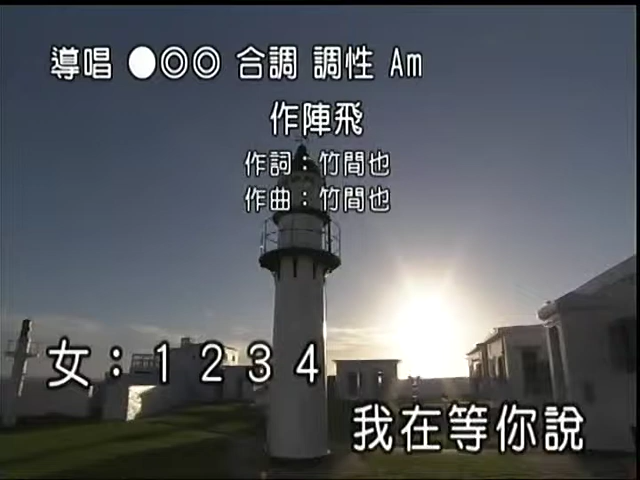 導唱 ●◎◎ 合調 調性 Am
作陣飛
作詞：竹間也
作曲：竹間也
女：1 2 3 4
我在等你說